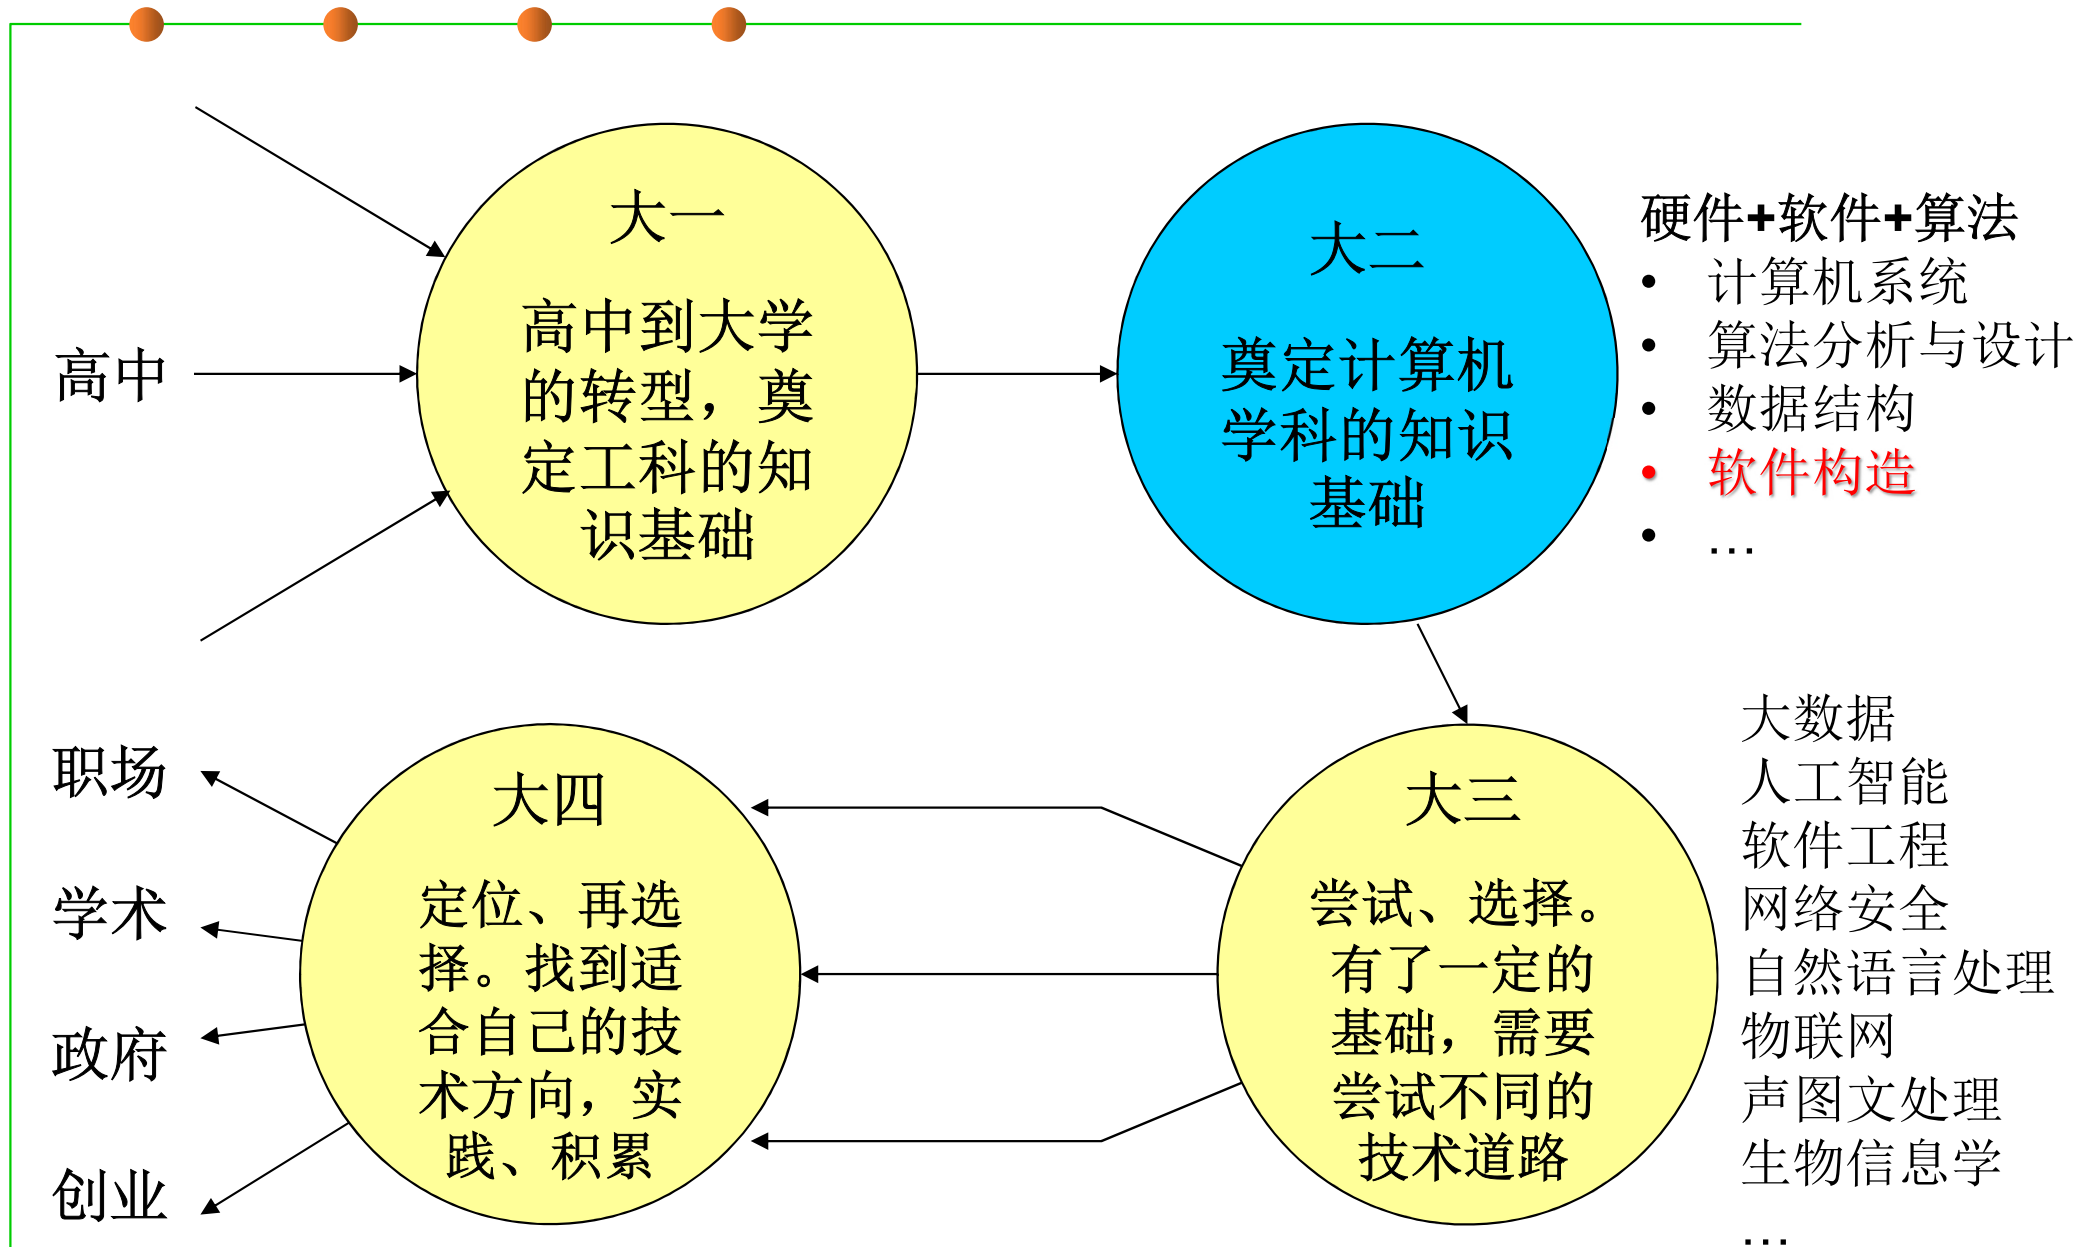 高中
大一
高中到大学
的转型，奠
定工科的知
识基础
大二
奠定计算机
学科的知识
基础
硬件+软件+算法
• 计算机系统
• 算法分析与设计
• 数据结构
• 软件构造
• …
大三
尝试、选择。
有了一定的
基础，需要
尝试不同的
技术道路
大数据
人工智能
软件工程
网络安全
自然语言处理
物联网
声图文处理
生物信息学
…
大四
定位、再选
择。找到适
合自己的技
术方向，实
践、积累
职场
学术
政府
创业